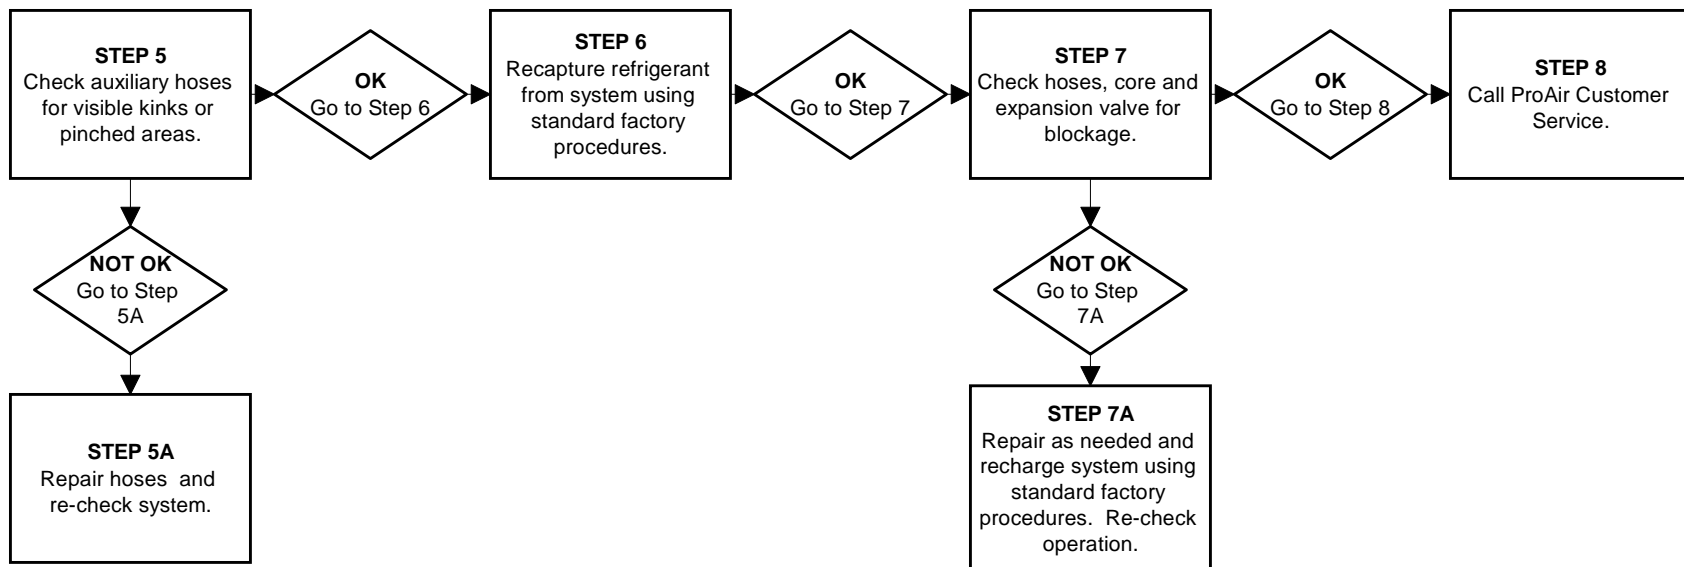 STEP 5
Check auxiliary hoses
for visible kinks or
pinched areas.
OK
Go to Step 6
STEP 6
Recapture refrigerant
from system using
standard factory
procedures.
OK
Go to Step 7
STEP 7
Check hoses, core and
expansion valve for
blockage.
OK
Go to Step 8
STEP 8
Call ProAir Customer
Service.
NOT OK
Go to Step
5A
NOT OK
Go to Step
7A
STEP 5A
Repair hoses  and
re-check system.
STEP 7A
Repair as needed and
recharge system using
standard factory
procedures.  Re-check
operation.